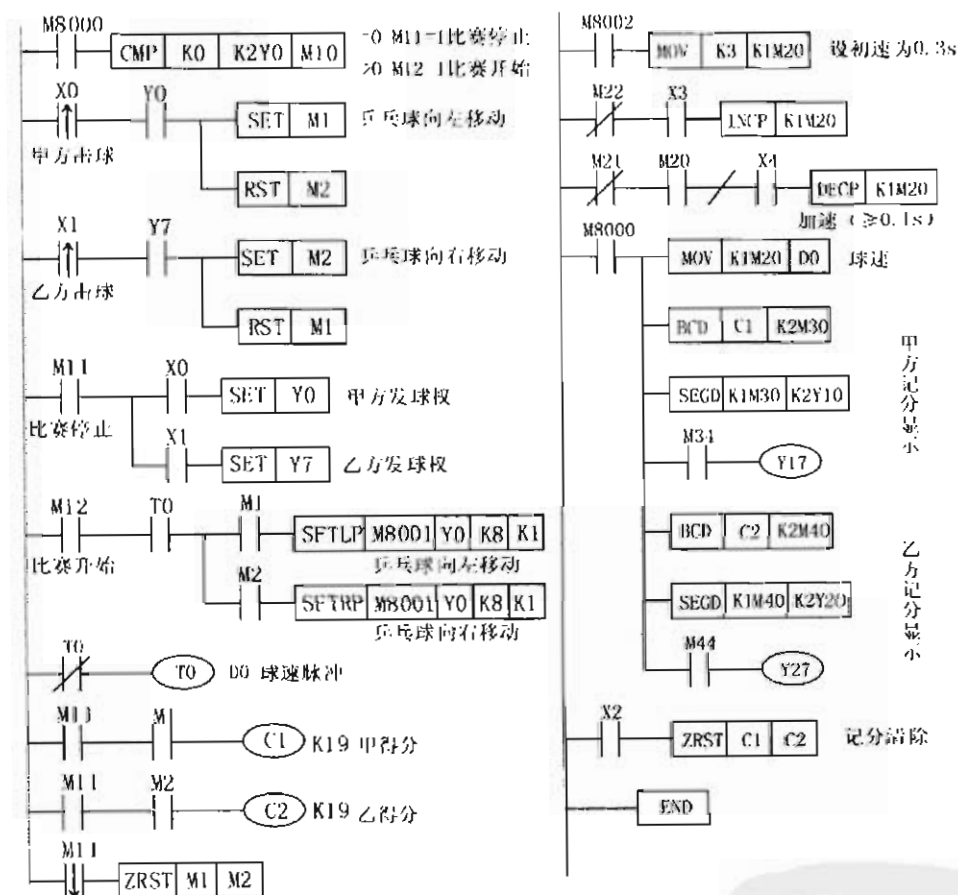 M8000
CMP K0 K2Y0 M10
=0 M11=1比赛停止
>0 M12=1比赛开始
X0 Y0
SET M1
乒乓球向左移动
甲方击球
RST M2
X1 Y7
SET M2
乒乓球向右移动
乙方击球
RST M1
M11 X0
SET Y0
甲方发球权
比赛停止
X1
SET Y7
乙方发球权
M12 T0 M1
SFTLP M8001 Y0 K8 K1
比赛开始
乒乓球向左移动
M2
SFTRP M8001 Y0 K8 K1
乒乓球向右移动
T0
T0 D0 球速脉冲
M11 M1
C1 K19 甲得分
M11 M2
C2 K19 乙得分
M11
ZRST M1 M2
M8002
MOV K3 K1M20
设初速为0.3s
M22 X3
INCP K1M20
M21 M20 X4
DECP K1M20
加速（≥0.1s）
M8000
MOV K1M20 D0
球速
BCD C1 K2M30
SEGD K1M30 K2Y10
M34
Y17
甲方记分显示
BCD C2 K2M40
SEGD K1M40 K2Y20
M44
Y27
乙方记分显示
X2
ZRST C1 C2
记分清除
END